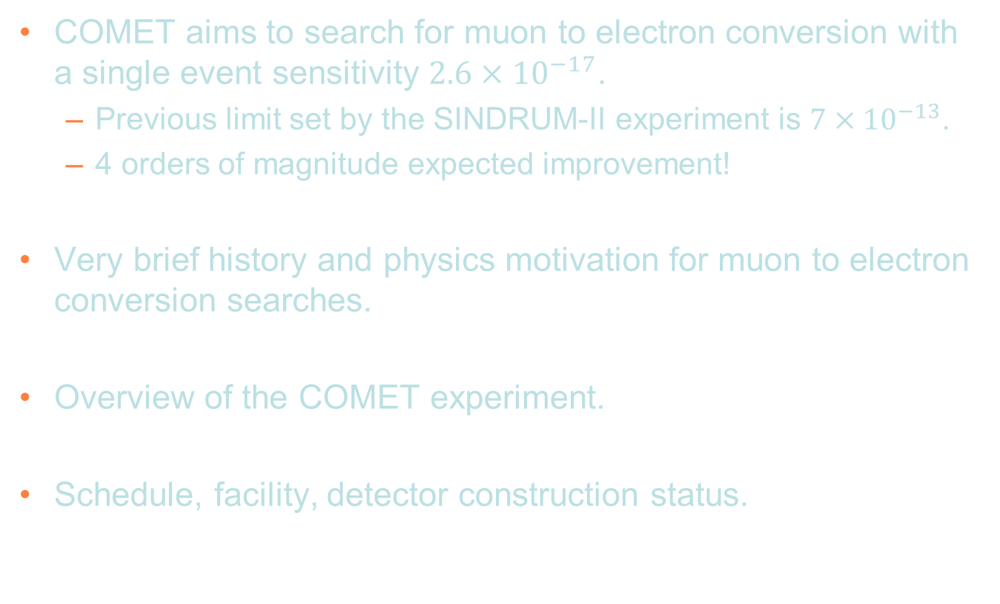 • COMET aims to search for muon to electron conversion with
a single event sensitivity 2.6 × 10⁻¹⁷.
– Previous limit set by the SINDRUM-II experiment is 7 × 10⁻¹³.
– 4 orders of magnitude expected improvement!
• Very brief history and physics motivation for muon to electron
conversion searches.
• Overview of the COMET experiment.
• Schedule, facility, detector construction status.